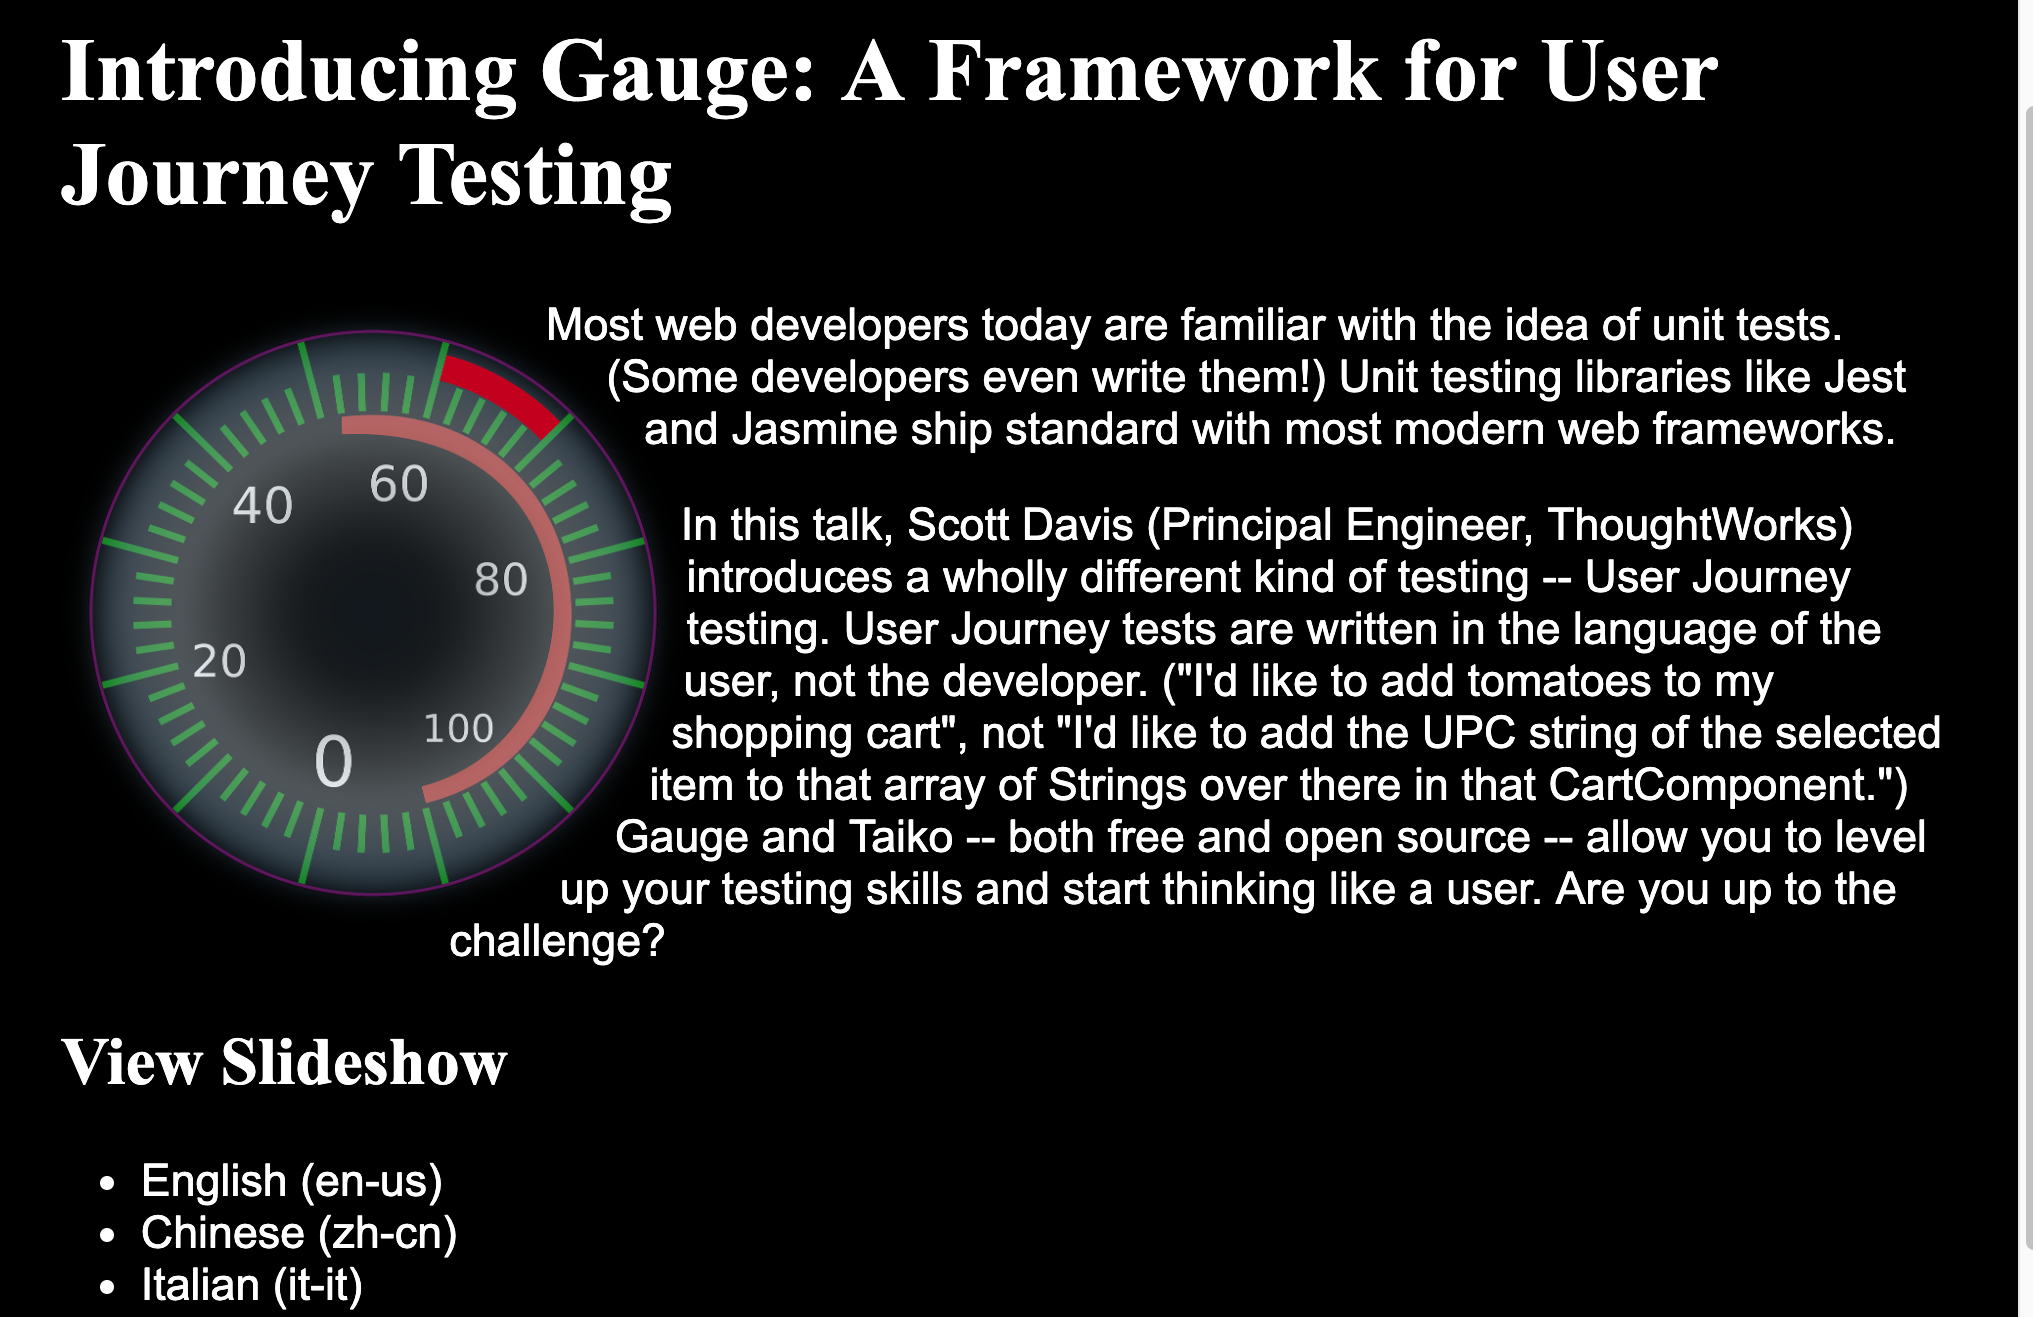 Introducing Gauge: A Framework for User
Journey Testing
Most web developers today are familiar with the idea of unit tests.
(Some developers even write them!) Unit testing libraries like Jest
and Jasmine ship standard with most modern web frameworks.
In this talk, Scott Davis (Principal Engineer, ThoughtWorks)
introduces a wholly different kind of testing -- User Journey
testing. User Journey tests are written in the language of the
user, not the developer. ("I'd like to add tomatoes to my
shopping cart", not "I'd like to add the UPC string of the selected
item to that array of Strings over there in that CartComponent.")
Gauge and Taiko -- both free and open source -- allow you to level
up your testing skills and start thinking like a user. Are you up to the
challenge?
0
20
40
60
80
100
View Slideshow
• English (en-us)
• Chinese (zh-cn)
• Italian (it-it)